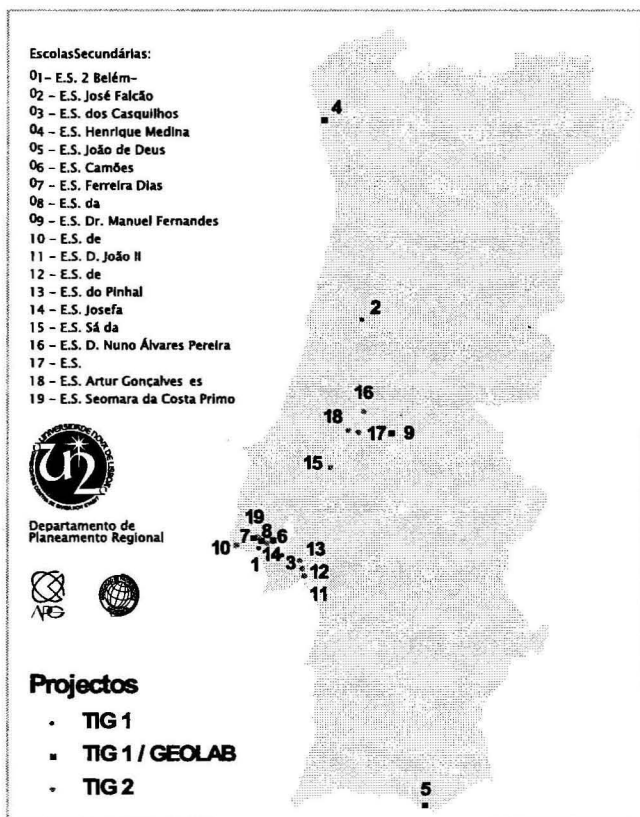 EscolasSecundárias:
01- E.S. 2 Belém-
02 - E.S. José Falcão
03 - E.S. dos Casquilhos
04 - E.S. Henrique Medina
05 - E.S. João de Deus
06 - E.S. Camões
07 - E.S. Ferreira Dias
08 - E.S. da
09 - E.S. Dr. Manuel Fernandes
10 - E.S. de
11 - E.S. D. João II
12 - E.S. de
13 - E.S. do Pinhal
14 - E.S. Josefa
15 - E.S. Sá da
16 - E.S. D. Nuno Álvares Pereira
17 - E.S.
18 - E.S. Artur Gonçalves es
19 - E.S. Seomara da Costa Primo
UNIVERSIDADE NOVA DE LISBOA
Departamento de
Planeamento Regional
APG
4
2
16
18
17
9
15
19
7
8
6
10
14
13
1
3
12
11
5
Projectos
TIG 1
TIG 1 / GEOLAB
TIG 2